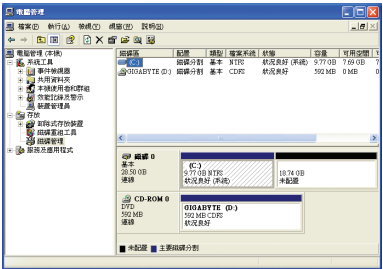 電腦管理
檔案(F) 執行(A) 檢視(V) 視窗(W) 說明(H)
電腦管理 (本機)
系統工具
事件檢視器
共用資料夾
本機使用者和群組
效能記錄及警示
裝置管理員
存放
卸除式存放裝置
磁碟重組工具
磁碟管理
服務及應用程式
磁碟區 配置 類型 檔案系統 狀態 容量 可用空間
(C:) 磁碟分割 基本 NTFS 狀況良好 (系統) 9.77 GB 7.69 GB
GIGABYTE (D:) 磁碟分割 基本 CDFS 狀況良好 592 MB 0 MB
磁碟 0
基本
28.50 GB
連線
(C:)
9.77 GB NTFS
狀況良好 (系統)
18.74 GB
未配置
CD-ROM 0
DVD
592 MB
連線
GIGABYTE (D:)
592 MB CDFS
狀況良好
未配置 主要磁碟分割